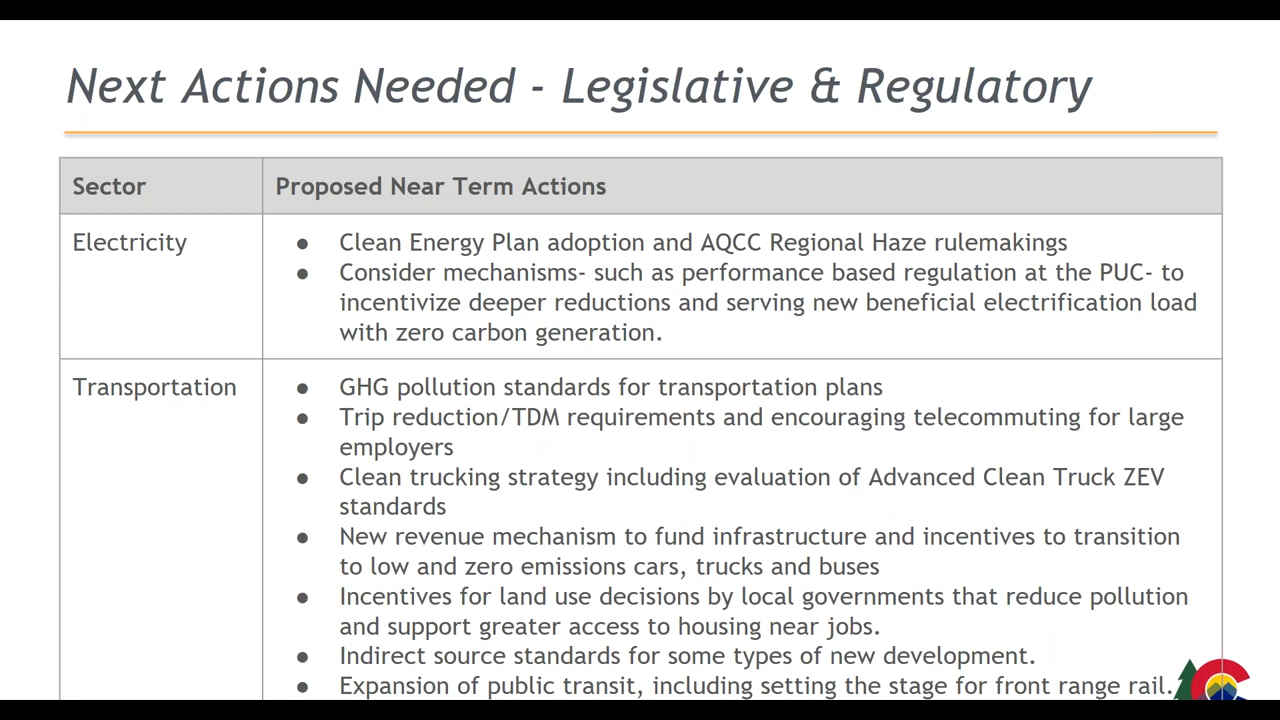 Next Actions Needed - Legislative & Regulatory
Sector
Proposed Near Term Actions
Electricity
● Clean Energy Plan adoption and AQCC Regional Haze rulemakings
● Consider mechanisms- such as performance based regulation at the PUC- to
incentivize deeper reductions and serving new beneficial electrification load
with zero carbon generation.
Transportation
● GHG pollution standards for transportation plans
● Trip reduction/TDM requirements and encouraging telecommuting for large
employers
● Clean trucking strategy including evaluation of Advanced Clean Truck ZEV
standards
● New revenue mechanism to fund infrastructure and incentives to transition
to low and zero emissions cars, trucks and buses
● Incentives for land use decisions by local governments that reduce pollution
and support greater access to housing near jobs.
● Indirect source standards for some types of new development.
● Expansion of public transit, including setting the stage for front range rail.